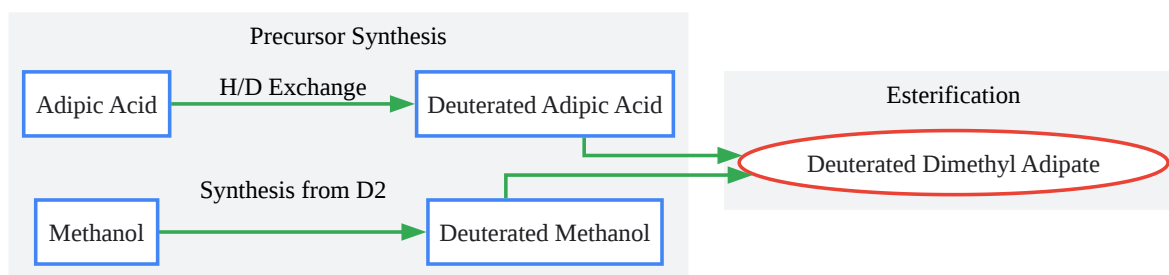 Precursor Synthesis
Adipic Acid
H/D Exchange
Deuterated Adipic Acid
Synthesis from D2
Methanol
Deuterated Methanol
Esterification
Deuterated Dimethyl Adipate